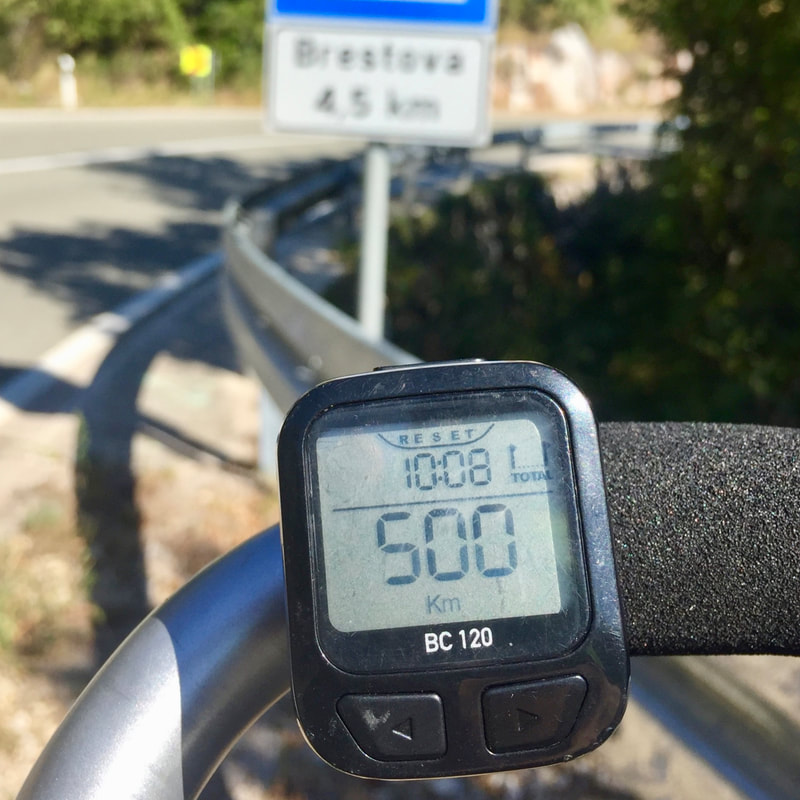 Brestova
4,5 km
RESET
10:08
TOTAL
500
Km
BC 120